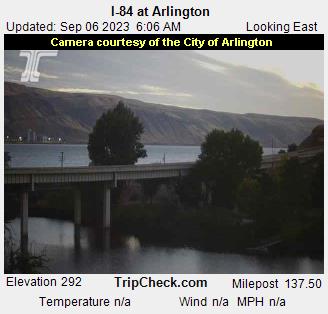 I-84 at Arlington
Updated: Sep 06 2023 6:06 AM Looking East
Camera courtesy of the City of Arlington
Elevation 292 TripCheck.com Milepost 137.50
Temperature n/a Wind n/a MPH n/a